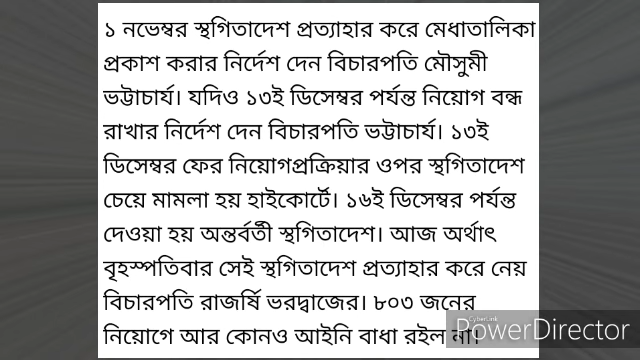 ১ নভেম্বর স্থগিতাদেশ প্রত্যাহার করে মেধাতালিকা
প্রকাশ করার নির্দেশ দেন বিচারপতি মৌসুমী
ভট্টাচার্য। যদিও ১৩ই ডিসেম্বর পর্যন্ত নিয়োগ বন্ধ
রাখার নির্দেশ দেন বিচারপতি ভট্টাচার্য। ১৩ই
ডিসেম্বর ফের নিয়োগপ্রক্রিয়ার ওপর স্থগিতাদেশ
চেয়ে মামলা হয় হাইকোর্টে। ১৬ই ডিসেম্বর পর্যন্ত
দেওয়া হয় অন্তর্বর্তী স্থগিতাদেশ। আজ অর্থাৎ
বৃহস্পতিবার সেই স্থগিতাদেশ প্রত্যাহার করে নেয়
বিচারপতি রাজর্ষি ভরদ্বাজের। ৮০৩ জনের
নিয়োগে আর কোনও আইনি বাধা রইল না।
CyberLink
PowerDirector